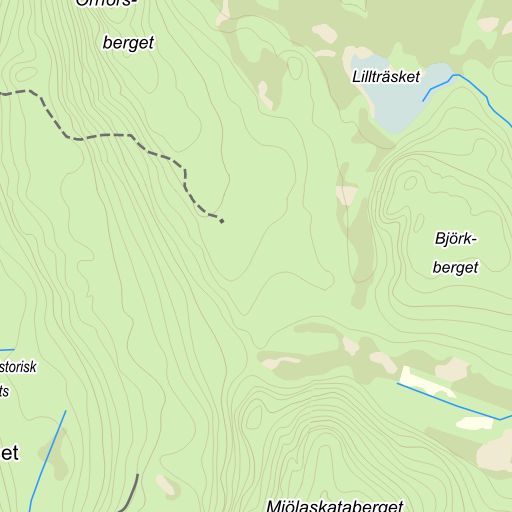 berget
Lillträsket
Björk-
berget
storisk
ts
et
Mjölaskataberget